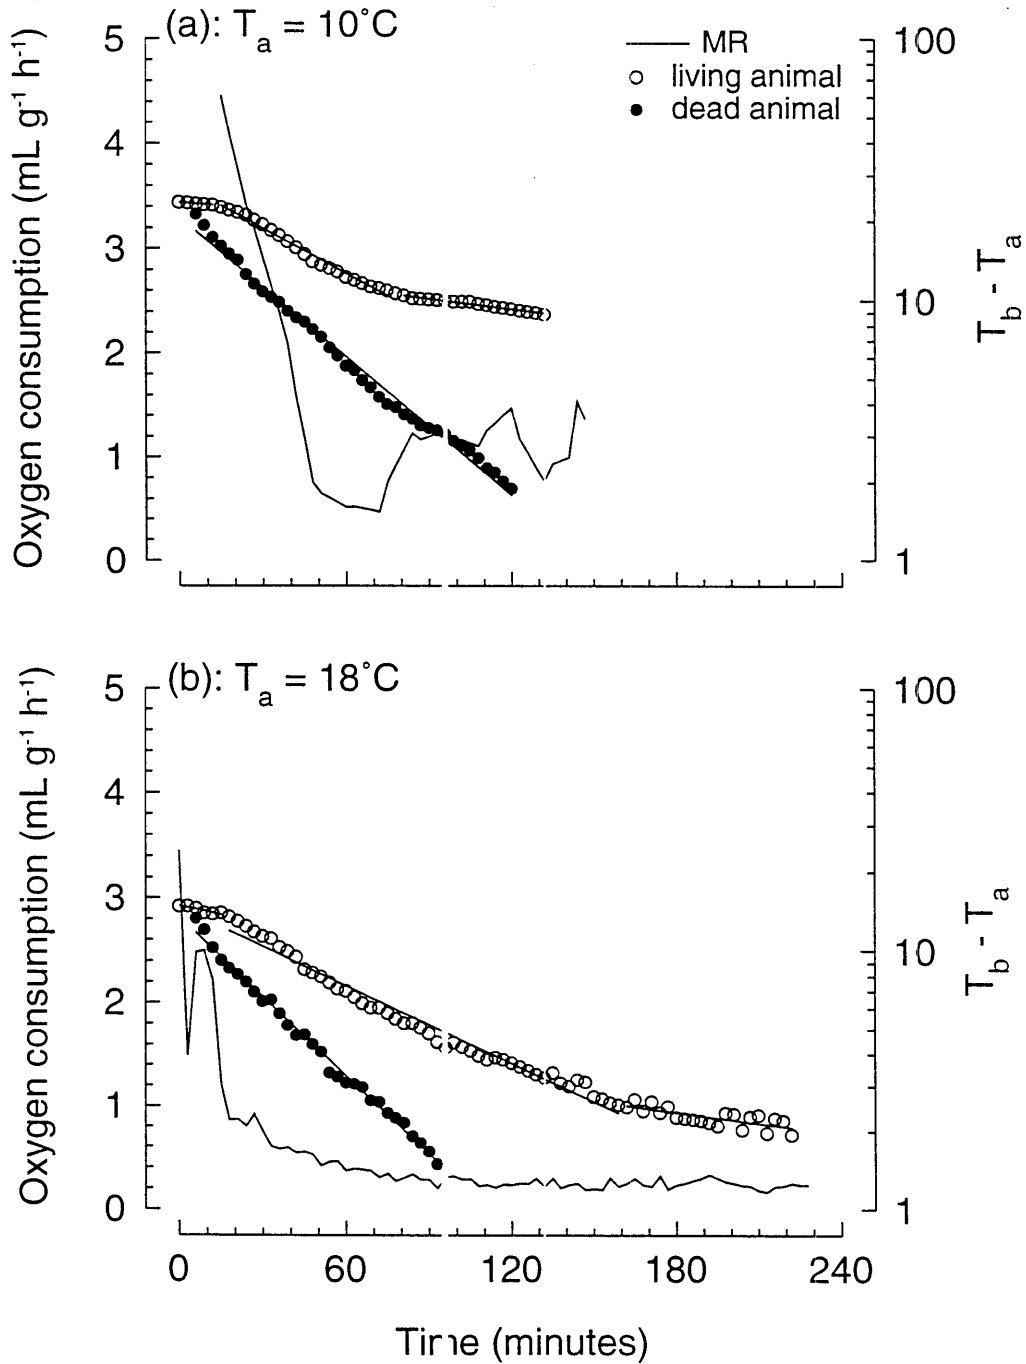 (a): Ta = 10°C
MR
living animal
dead animal
Oxygen consumption (mL g-1 h-1)
5
4
3
2
1
0
100
10
1
Tb - Ta
(b): Ta = 18°C
Oxygen consumption (mL g-1 h-1)
5
4
3
2
1
0
100
10
1
Tb - Ta
0 60 120 180 240
Time (minutes)